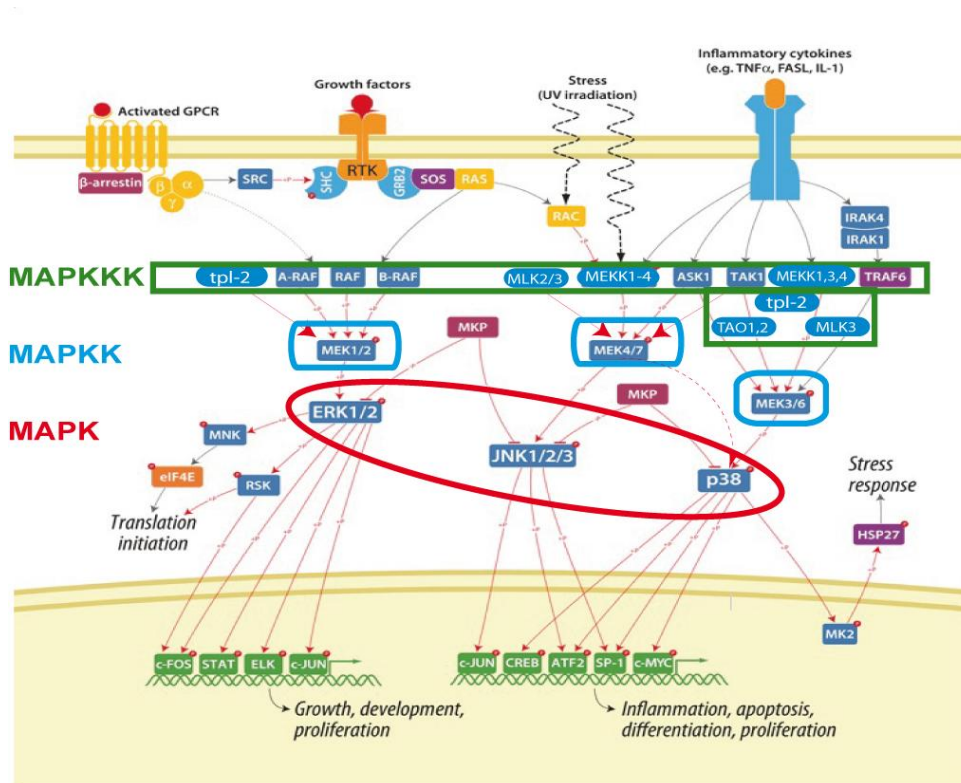 Inflammatory cytokines
(e.g. TNFα, FASL, IL-1)
Growth factors
Stress
(UV irradiation)
Activated GPCR
β-arrestin
β
α
γ
SRC
+P
SHC
P
RTK
GRB2
SOS
RAS
RAC
+P
IRAK4
IRAK1
MAPKKK
tpl-2
A-RAF
RAF
B-RAF
MLK2/3
MEKK1-4
ASK1
TAK1
MEKK1,3,4
TRAF6
tpl-2
TAO1,2
MLK3
MAPKK
MEK1/2
MKP
MEK4/7
MKP
MEK3/6
MAPK
ERK1/2
JNK1/2/3
p38
MNK
eIF4E
RSK
Translation
initiation
Stress
response
HSP27
MK2
c-FOS
STAT
ELK
c-JUN
c-JUN
CREB
ATF2
SP-1
c-MYC
Growth, development,
proliferation
Inflammation, apoptosis,
differentiation, proliferation